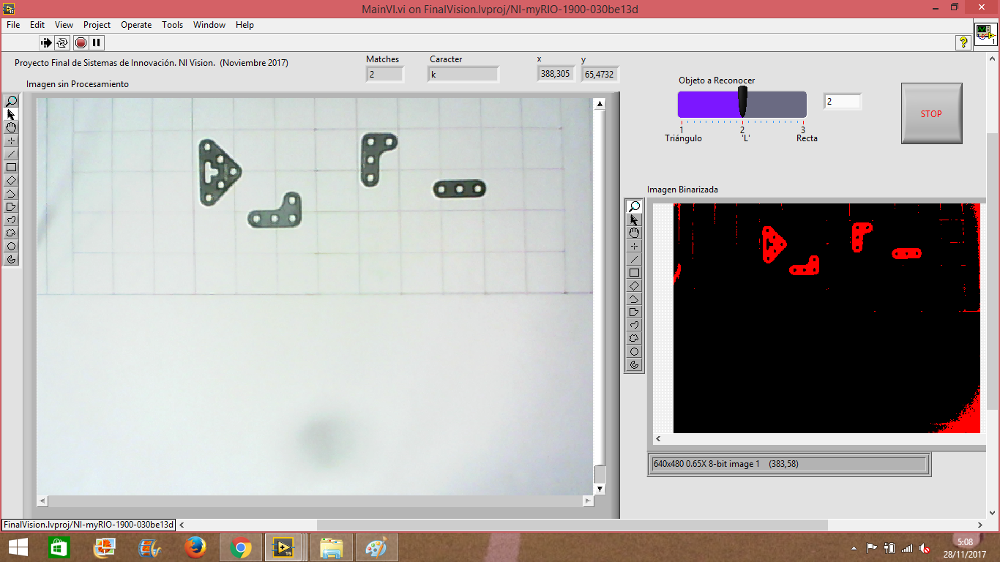 MainVI.vi on FinalVision.lvproj/NI-myRIO-1900-030be13d
File Edit View Project Operate Tools Window Help
Proyecto Final de Sistemas de Innovación. NI Vision. (Noviembre 2017)
Matches
2
Caracter
k
x
388,305
y
65,4732
Imagen sin Procesamiento
Objeto a Reconocer
2
1 2 3
Triángulo 'L' Recta
STOP
Imagen Binarizada
640x480 0.65X 8-bit image 1 (383,58)
FinalVision.lvproj/NI-myRIO-1900-030be13d
15
5:08
28/11/2017